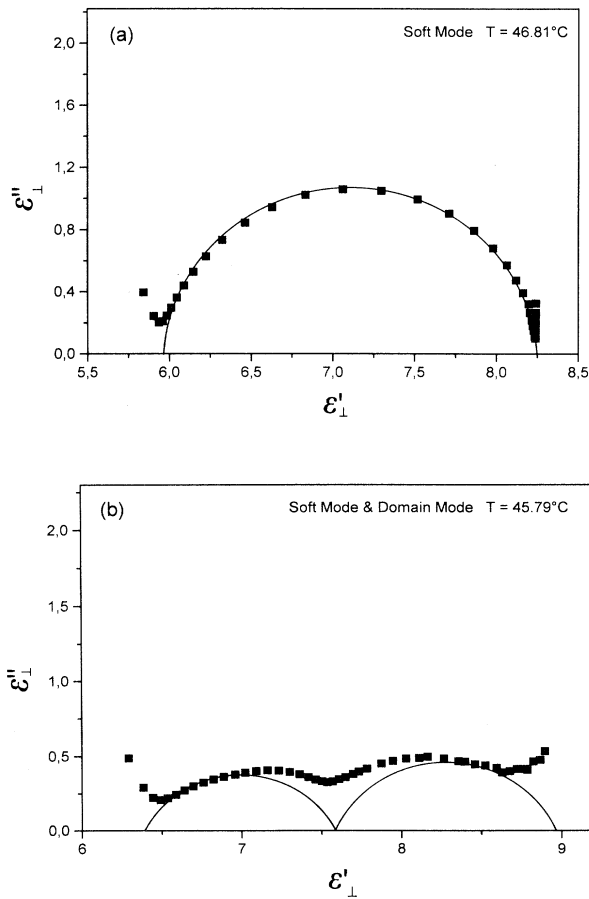 (a)
Soft Mode T = 46.81°C
2,0
1,6
1,2
0,8
0,4
0,0
ε''⊥
5,5 6,0 6,5 7,0 7,5 8,0 8,5
ε'⊥
(b)
Soft Mode & Domain Mode T = 45.79°C
2,0
1,5
1,0
0,5
0,0
ε''⊥
6 7 8 9
ε'⊥